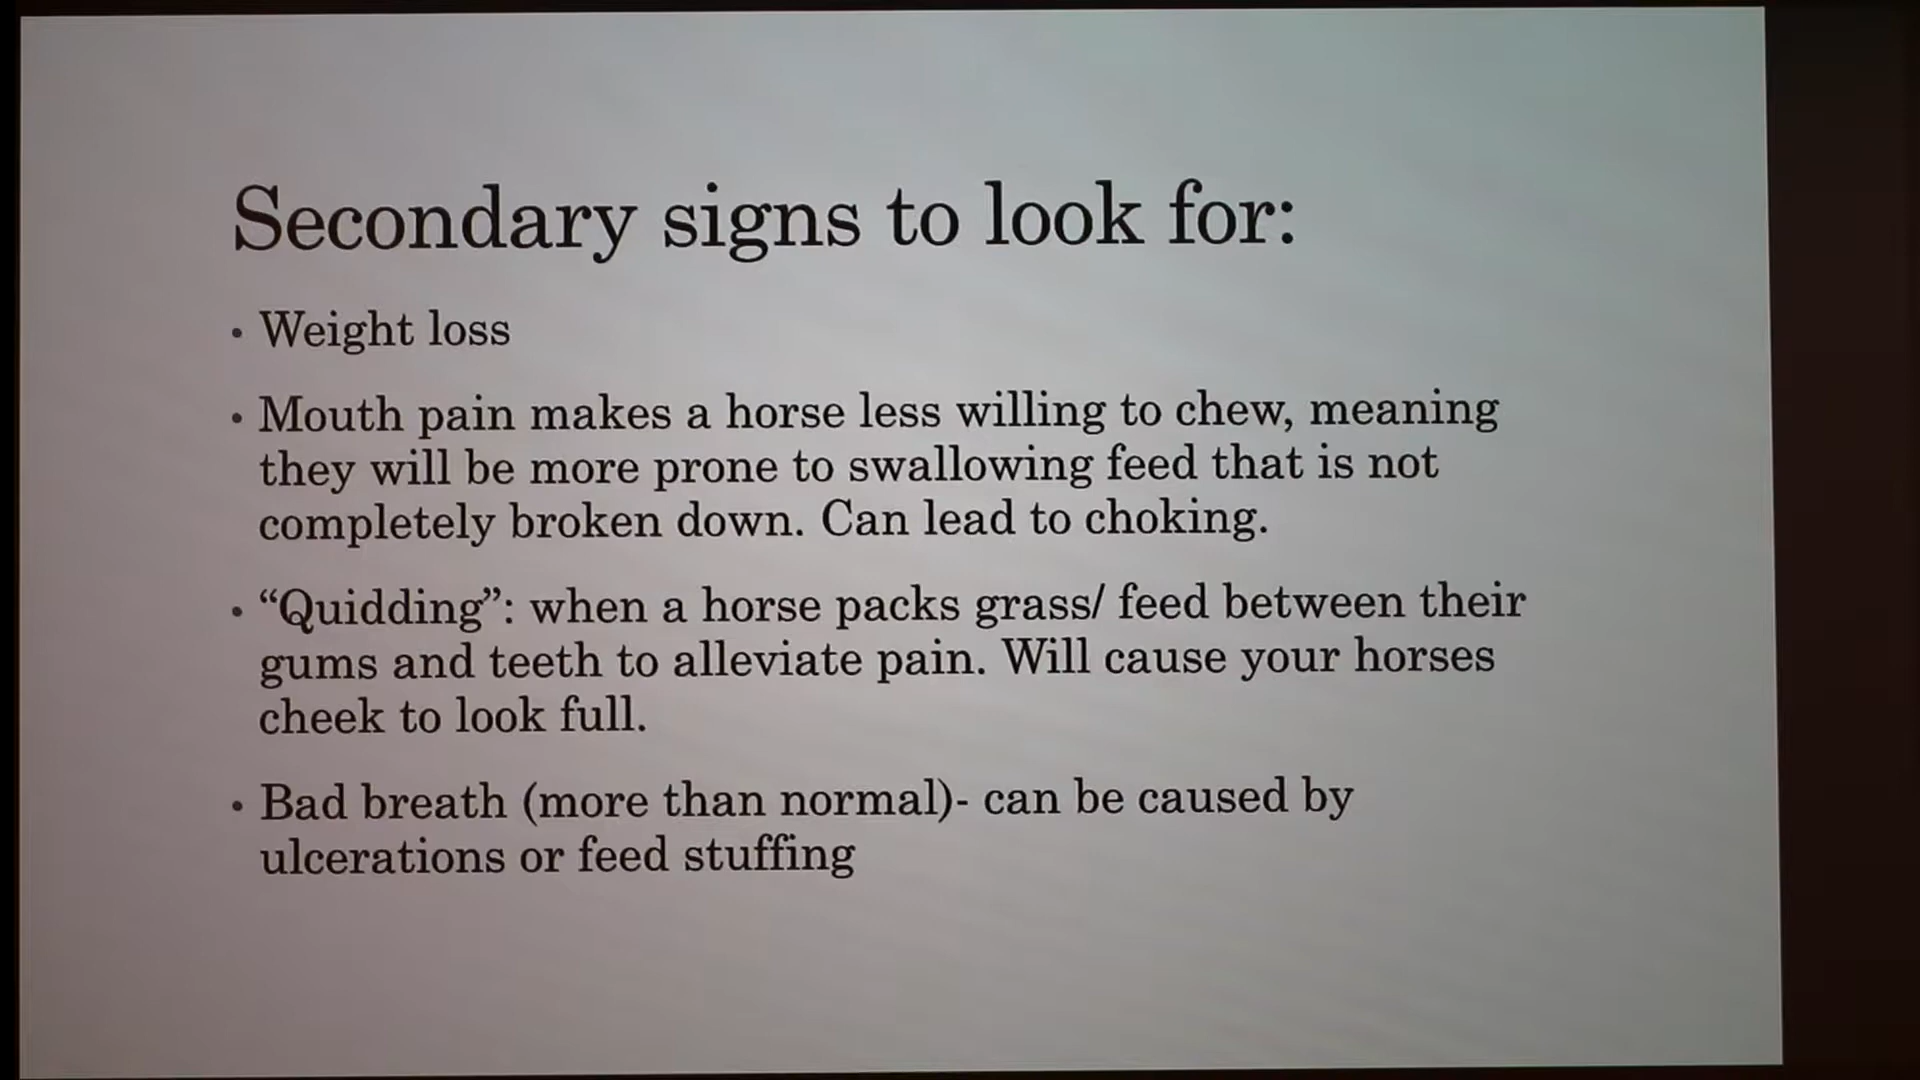 Secondary signs to look for:
• Weight loss
• Mouth pain makes a horse less willing to chew, meaning
they will be more prone to swallowing feed that is not
completely broken down. Can lead to choking.
• “Quidding”: when a horse packs grass/ feed between their
gums and teeth to alleviate pain. Will cause your horses
cheek to look full.
• Bad breath (more than normal)- can be caused by
ulcerations or feed stuffing